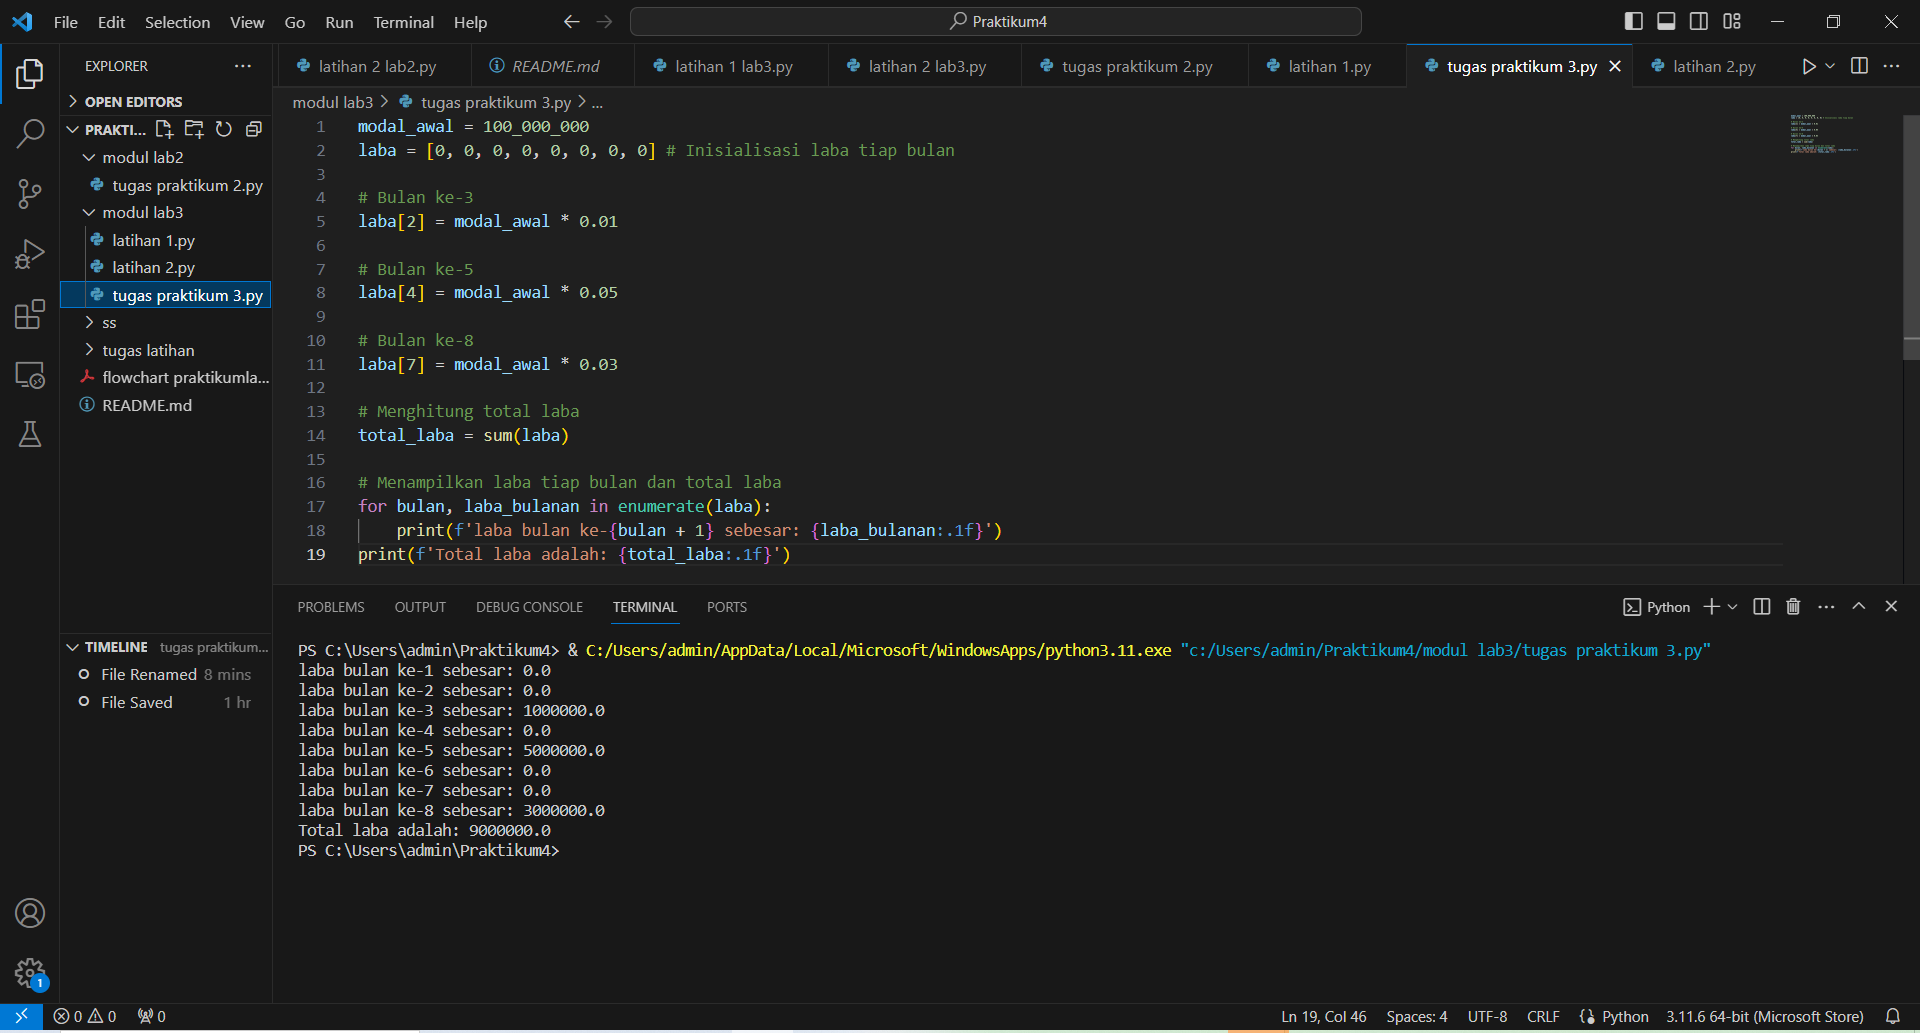 File Edit Selection View Go Run Terminal Help
Praktikum4
EXPLORER
OPEN EDITORS
PRAKTI...
modul lab2
tugas praktikum 2.py
modul lab3
latihan 1.py
latihan 2.py
tugas praktikum 3.py
ss
tugas latihan
flowchart praktikumla...
README.md
TIMELINE tugas praktikum...
File Renamed 8 mins
File Saved 1 hr
1
latihan 2 lab2.py README.md latihan 1 lab3.py latihan 2 lab3.py tugas praktikum 2.py latihan 1.py tugas praktikum 3.py latihan 2.py
modul lab3 > tugas praktikum 3.py > ...
1 modal_awal = 100_000_000
2 laba = [0, 0, 0, 0, 0, 0, 0, 0] # Inisialisasi laba tiap bulan
3
4 # Bulan ke-3
5 laba[2] = modal_awal * 0.01
6
7 # Bulan ke-5
8 laba[4] = modal_awal * 0.05
9
10 # Bulan ke-8
11 laba[7] = modal_awal * 0.03
12
13 # Menghitung total laba
14 total_laba = sum(laba)
15
16 # Menampilkan laba tiap bulan dan total laba
17 for bulan, laba_bulanan in enumerate(laba):
18     print(f'laba bulan ke-{bulan + 1} sebesar: {laba_bulanan:.1f}')
19 print(f'Total laba adalah: {total_laba:.1f}')
PROBLEMS OUTPUT DEBUG CONSOLE TERMINAL PORTS
Python
PS C:\Users\admin\Praktikum4> & C:/Users/admin/AppData/Local/Microsoft/WindowsApps/python3.11.exe "c:/Users/admin/Praktikum4/modul lab3/tugas praktikum 3.py"
laba bulan ke-1 sebesar: 0.0
laba bulan ke-2 sebesar: 0.0
laba bulan ke-3 sebesar: 1000000.0
laba bulan ke-4 sebesar: 0.0
laba bulan ke-5 sebesar: 5000000.0
laba bulan ke-6 sebesar: 0.0
laba bulan ke-7 sebesar: 0.0
laba bulan ke-8 sebesar: 3000000.0
Total laba adalah: 9000000.0
PS C:\Users\admin\Praktikum4>
0 0 0 Ln 19, Col 46 Spaces: 4 UTF-8 CRLF Python 3.11.6 64-bit (Microsoft Store)